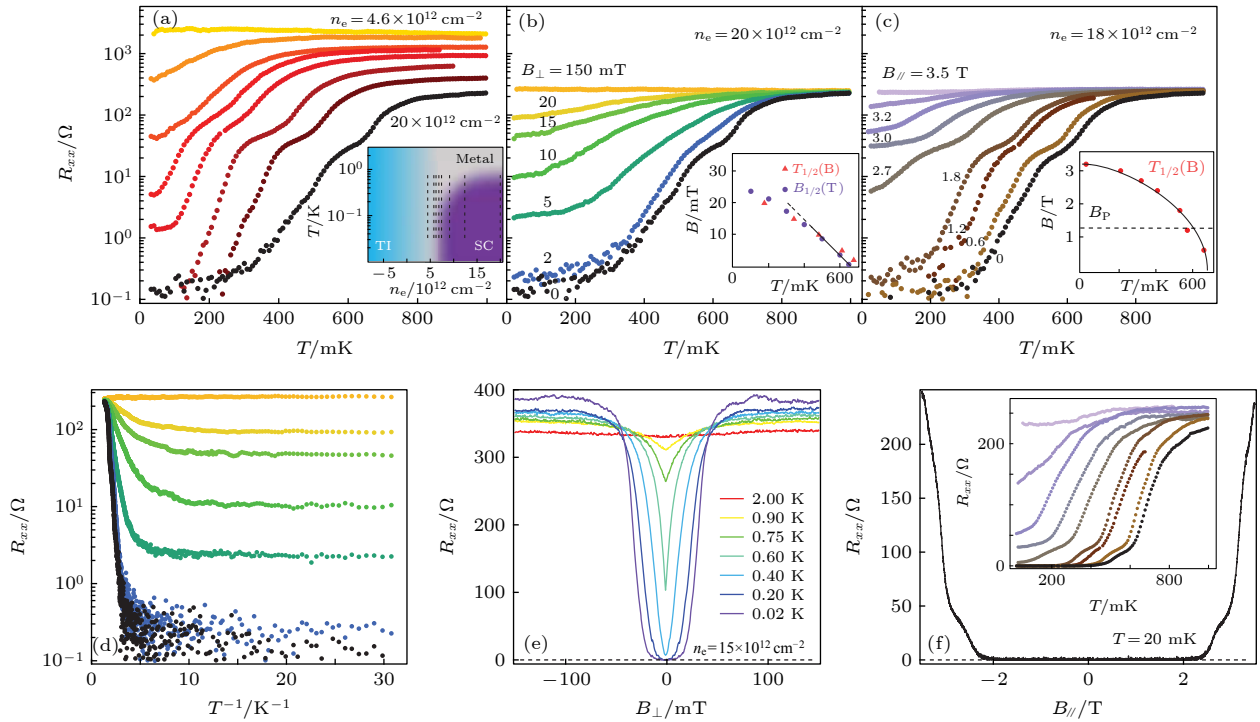 (a)
n_e = 4.6×10^12 cm^−2
20×10^12 cm^−2
R_xx/Ω
10^3
10^2
10^1
10^0
10^−1
0 200 400 600 800
T/mK
Metal
TI
SC
T/K
10^0
10^−1
−5 5 15
n_e/10^12 cm^−2
(b)
n_e = 20×10^12 cm^−2
B_⊥ = 150 mT
20
15
10
5
2
0
0 200 400 600 800
T/mK
T_1/2(B)
B_1/2(T)
B/mT
30
20
10
0 600
T/mK
(c)
n_e = 18×10^12 cm^−2
B_// = 3.5 T
3.2
3.0
2.7
1.8
1.2
0.6
0
0 200 400 600 800
T/mK
T_1/2(B)
B_P
B/T
3
2
1
0 600
T/mK
(d)
R_xx/Ω
10^2
10^1
10^0
10^−1
0 10 20 30
T^−1/K^−1
(e)
R_xx/Ω
400
360
300
400
200
100
0
2.00 K
0.90 K
0.75 K
0.60 K
0.40 K
0.20 K
0.02 K
n_e=15×10^12 cm^−2
−100 0 100
B_⊥/mT
(f)
R_xx/Ω
200
150
100
50
0
T = 20 mK
−2 0 2
B_///T
R_xx/Ω
200
0
200 800
T/mK